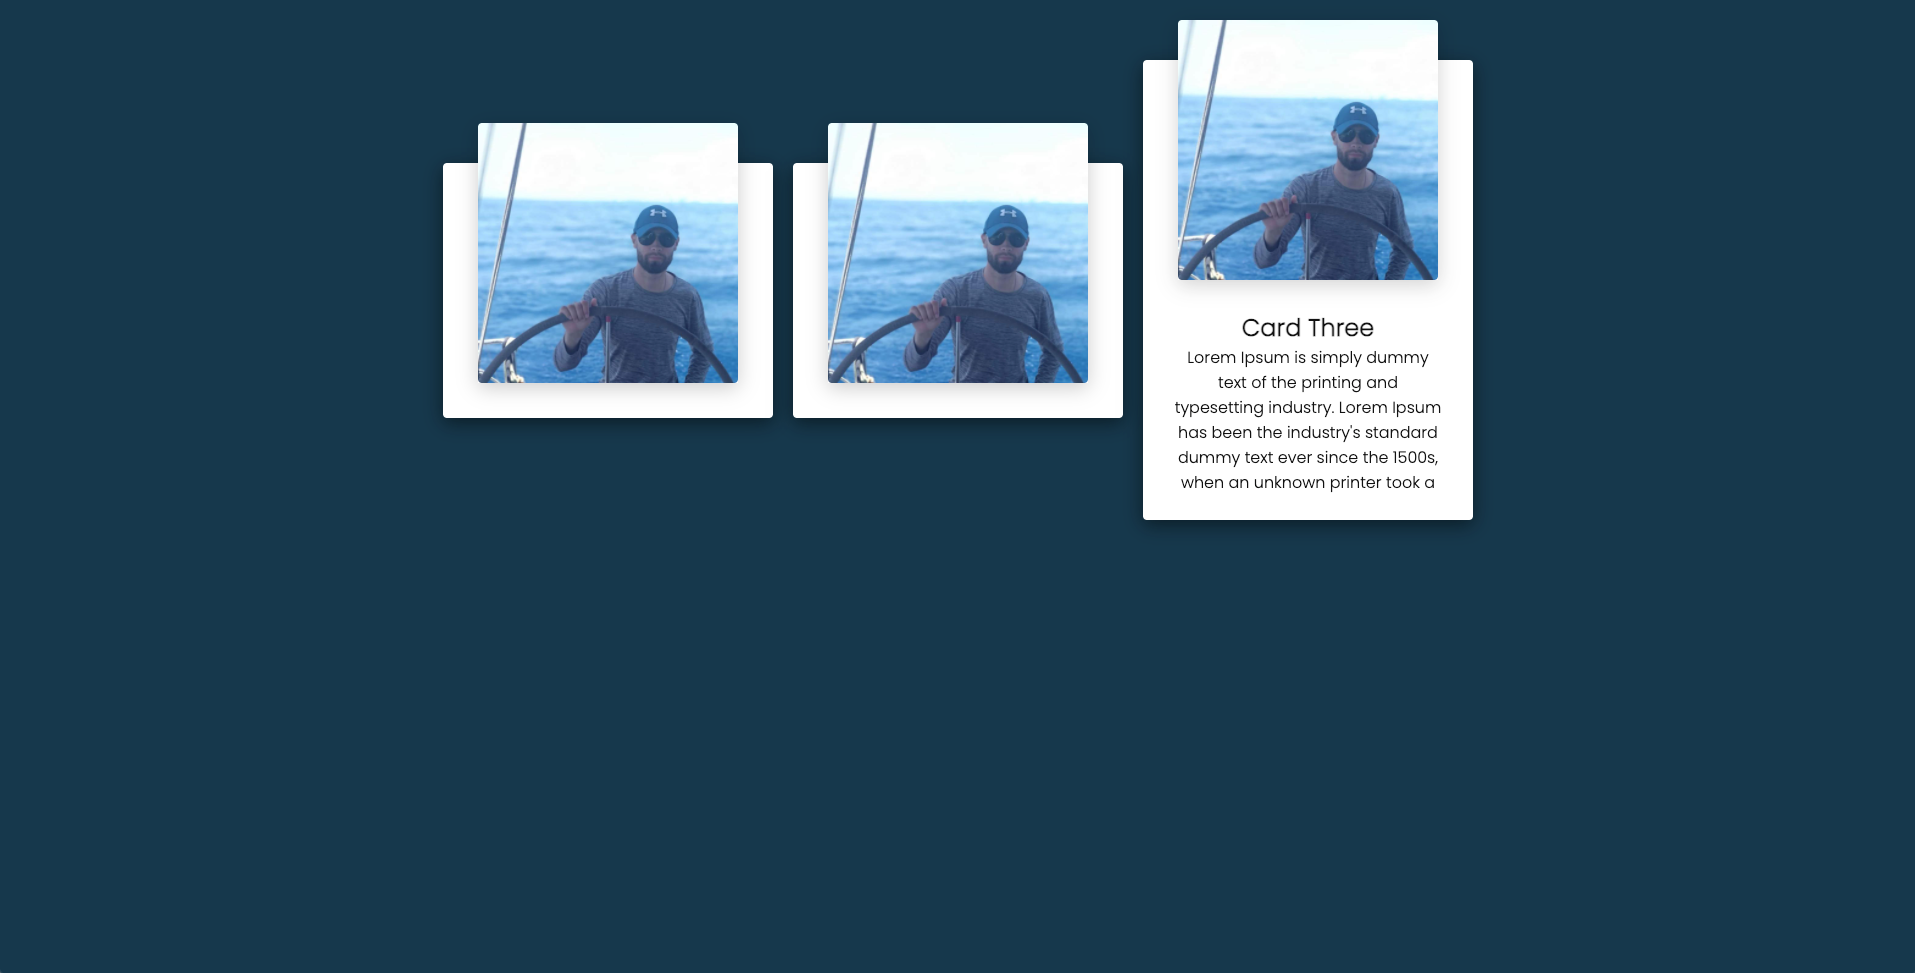 Card Three
Lorem Ipsum is simply dummy
text of the printing and
typesetting industry. Lorem Ipsum
has been the industry's standard
dummy text ever since the 1500s,
when an unknown printer took a